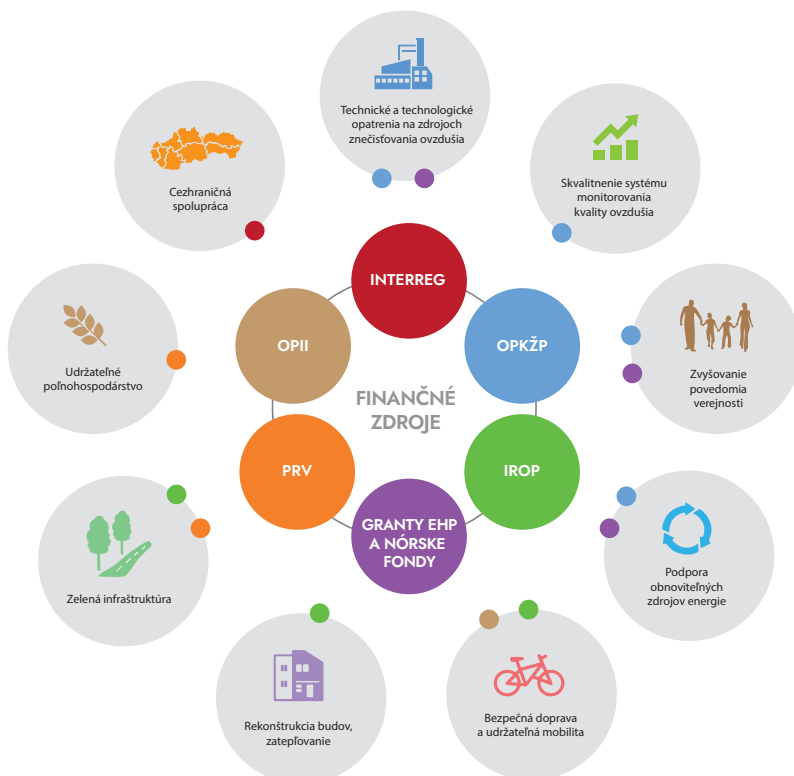 Technické a technologické
opatrenia na zdrojoch
znečisťovania ovzdušia
Skvalitnenie systému
monitorovania
kvality ovzdušia
Cezhraničná
spolupráca
INTERREG
OPII
OPKŽP
Udržateľné
poľnohospodárstvo
Zvyšovanie
povedomia
verejnosti
FINANČNÉ
ZDROJE
PRV
IROP
GRANTY EHP
A NÓRSKE
FONDY
Zelená infraštruktúra
Podpora
obnoviteľných
zdrojov energie
Rekonštrukcia budov,
zatepľovanie
Bezpečná doprava
a udržateľná mobilita